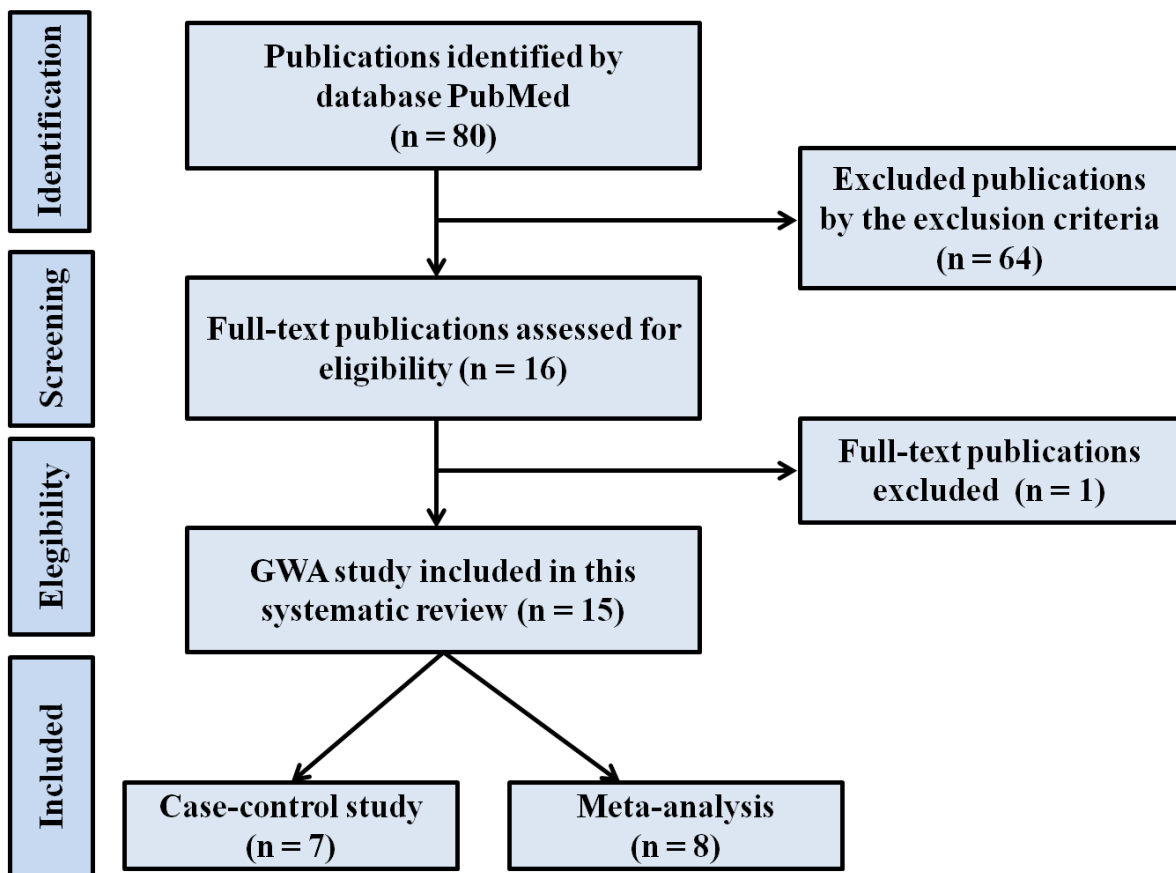 Identification
Publications identified by
database PubMed
(n = 80)
Excluded publications
by the exclusion criteria
(n = 64)
Screening
Full-text publications assessed for
eligibility (n = 16)
Elegibility
Full-text publications
excluded (n = 1)
GWA study included in this
systematic review (n = 15)
Included
Case-control study
(n = 7)
Meta-analysis
(n = 8)